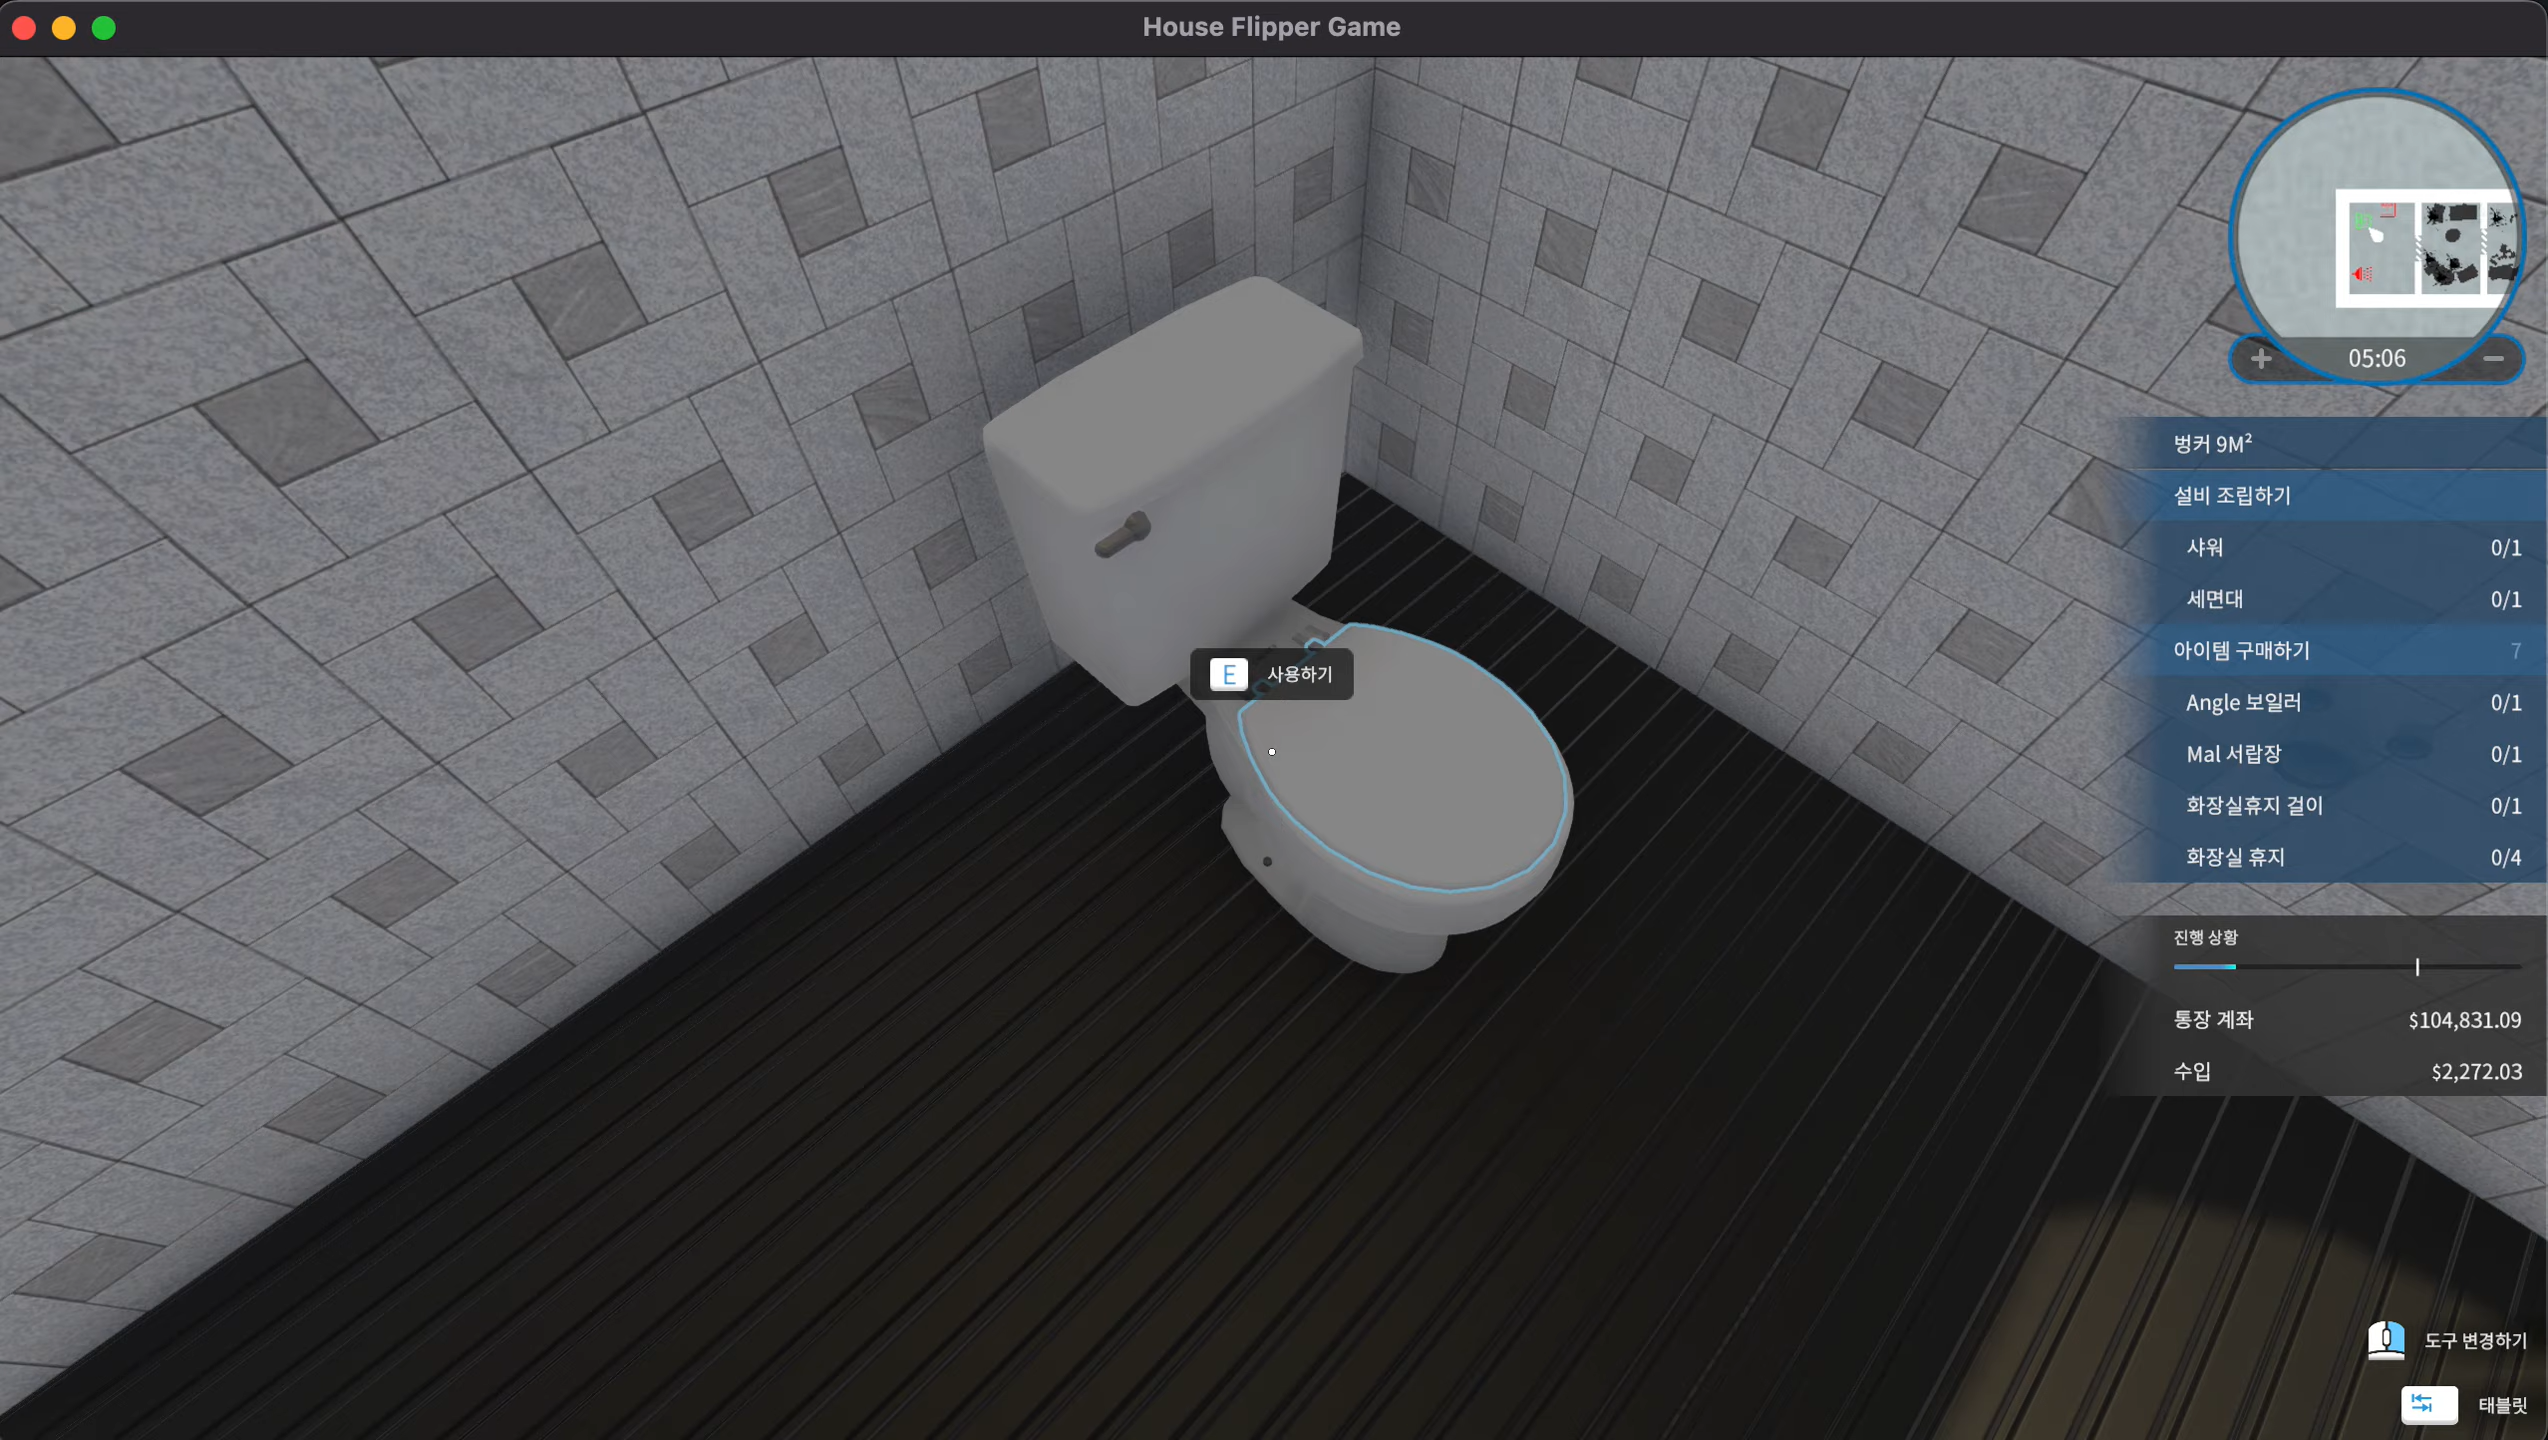 House Flipper Game
05:06
벙커 9M²
설비 조립하기
샤워 0/1
세면대 0/1
아이템 구매하기 7
Angle 보일러 0/1
Mal 서랍장 0/1
화장실휴지 걸이 0/1
화장실 휴지 0/4
E 사용하기
진행 상황
통장 계좌 $104,831.09
수입 $2,272.03
도구 변경하기
태블릿